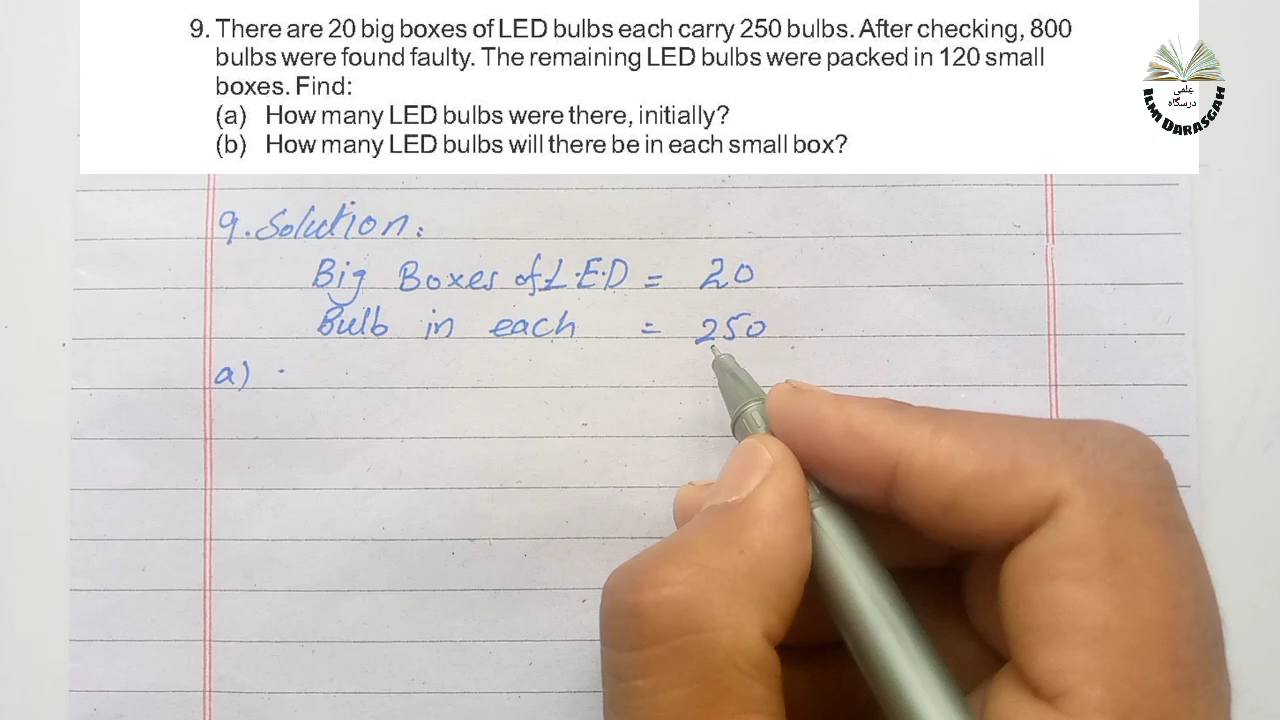 9. There are 20 big boxes of LED bulbs each carry 250 bulbs. After checking, 800
bulbs were found faulty. The remaining LED bulbs were packed in 120 small
boxes. Find:
(a) How many LED bulbs were there, initially?
(b) How many LED bulbs will there be in each small box?
علمی
درسگاہ
ILMI DARASGAH
9. Solution:
Big Boxes of L.E.D = 20
Bulb in each = 250
a) .